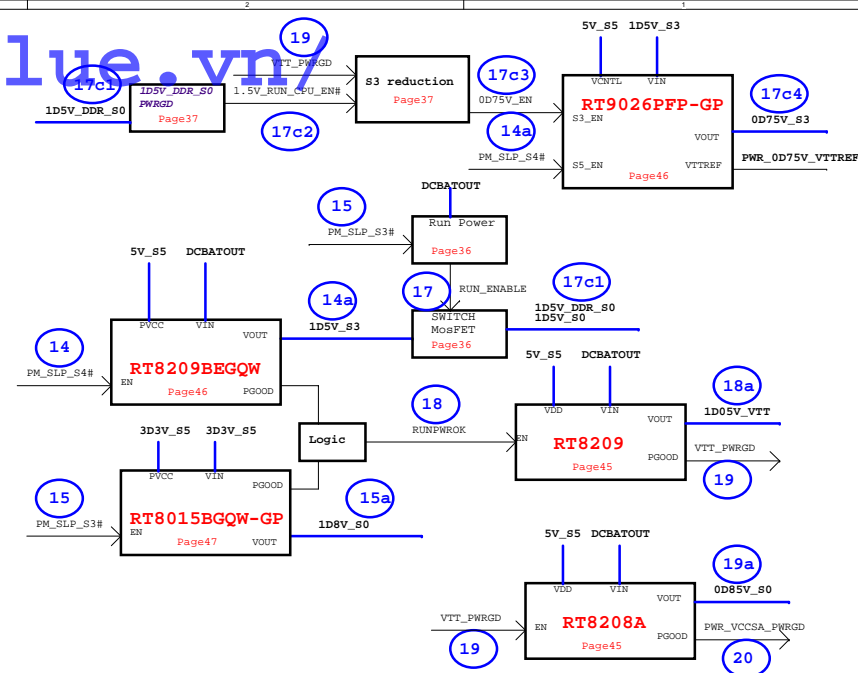 2
1
lue.vn/
19
VTT_PWRGD
17c1
1D5V_DDR_S0
1D5V_DDR_S0
PWRGD
Page37
1.5V_RUN_CPU_EN#
17c2
S3 reduction
Page37
17c3
0D75V_EN
14a
PM_SLP_S4#
5V_S5
1D5V_S3
VCNTL
VIN
RT9026PFP-GP
S3_EN
VOUT
S5_EN
VTTREF
Page46
17c4
0D75V_S3
PWR_0D75V_VTTREF
DCBATOUT
15
PM_SLP_S3#
Run Power
Page36
17
RUN_ENABLE
17c1
1D5V_DDR_S0
1D5V_S0
SWITCH
MosFET
Page36
5V_S5
DCBATOUT
14a
1D5V_S3
PVCC
VIN
VOUT
14
PM_SLP_S4#
EN
RT8209BEGQW
Page46
PGOOD
Logic
18
RUNPWROK
5V_S5
DCBATOUT
VDD
VIN
VOUT
EN
RT8209
PGOOD
Page45
18a
1D05V_VTT
VTT_PWRGD
19
3D3V_S5
3D3V_S5
PVCC
VIN
PGOOD
15
PM_SLP_S3#
EN
RT8015BGQW-GP
Page47
VOUT
15a
1D8V_S0
5V_S5
DCBATOUT
VDD
VIN
VOUT
VTT_PWRGD
19
EN
RT8208A
PGOOD
Page45
19a
0D85V_S0
PWR_VCCSA_PWRGD
20